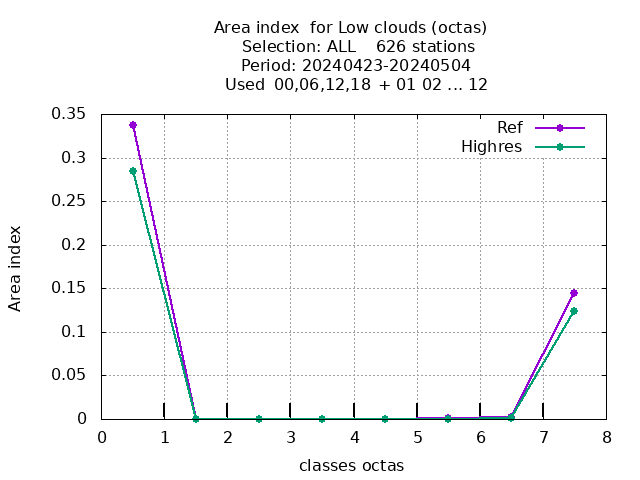 Area index  for Low clouds (octas)
Selection: ALL    626 stations
Period: 20240423-20240504
Used  00,06,12,18 + 01 02 ... 12
Ref
Highres
0.35
0.3
0.25
0.2
0.15
0.1
0.05
0
Area index
0 1 2 3 4 5 6 7 8
classes octas